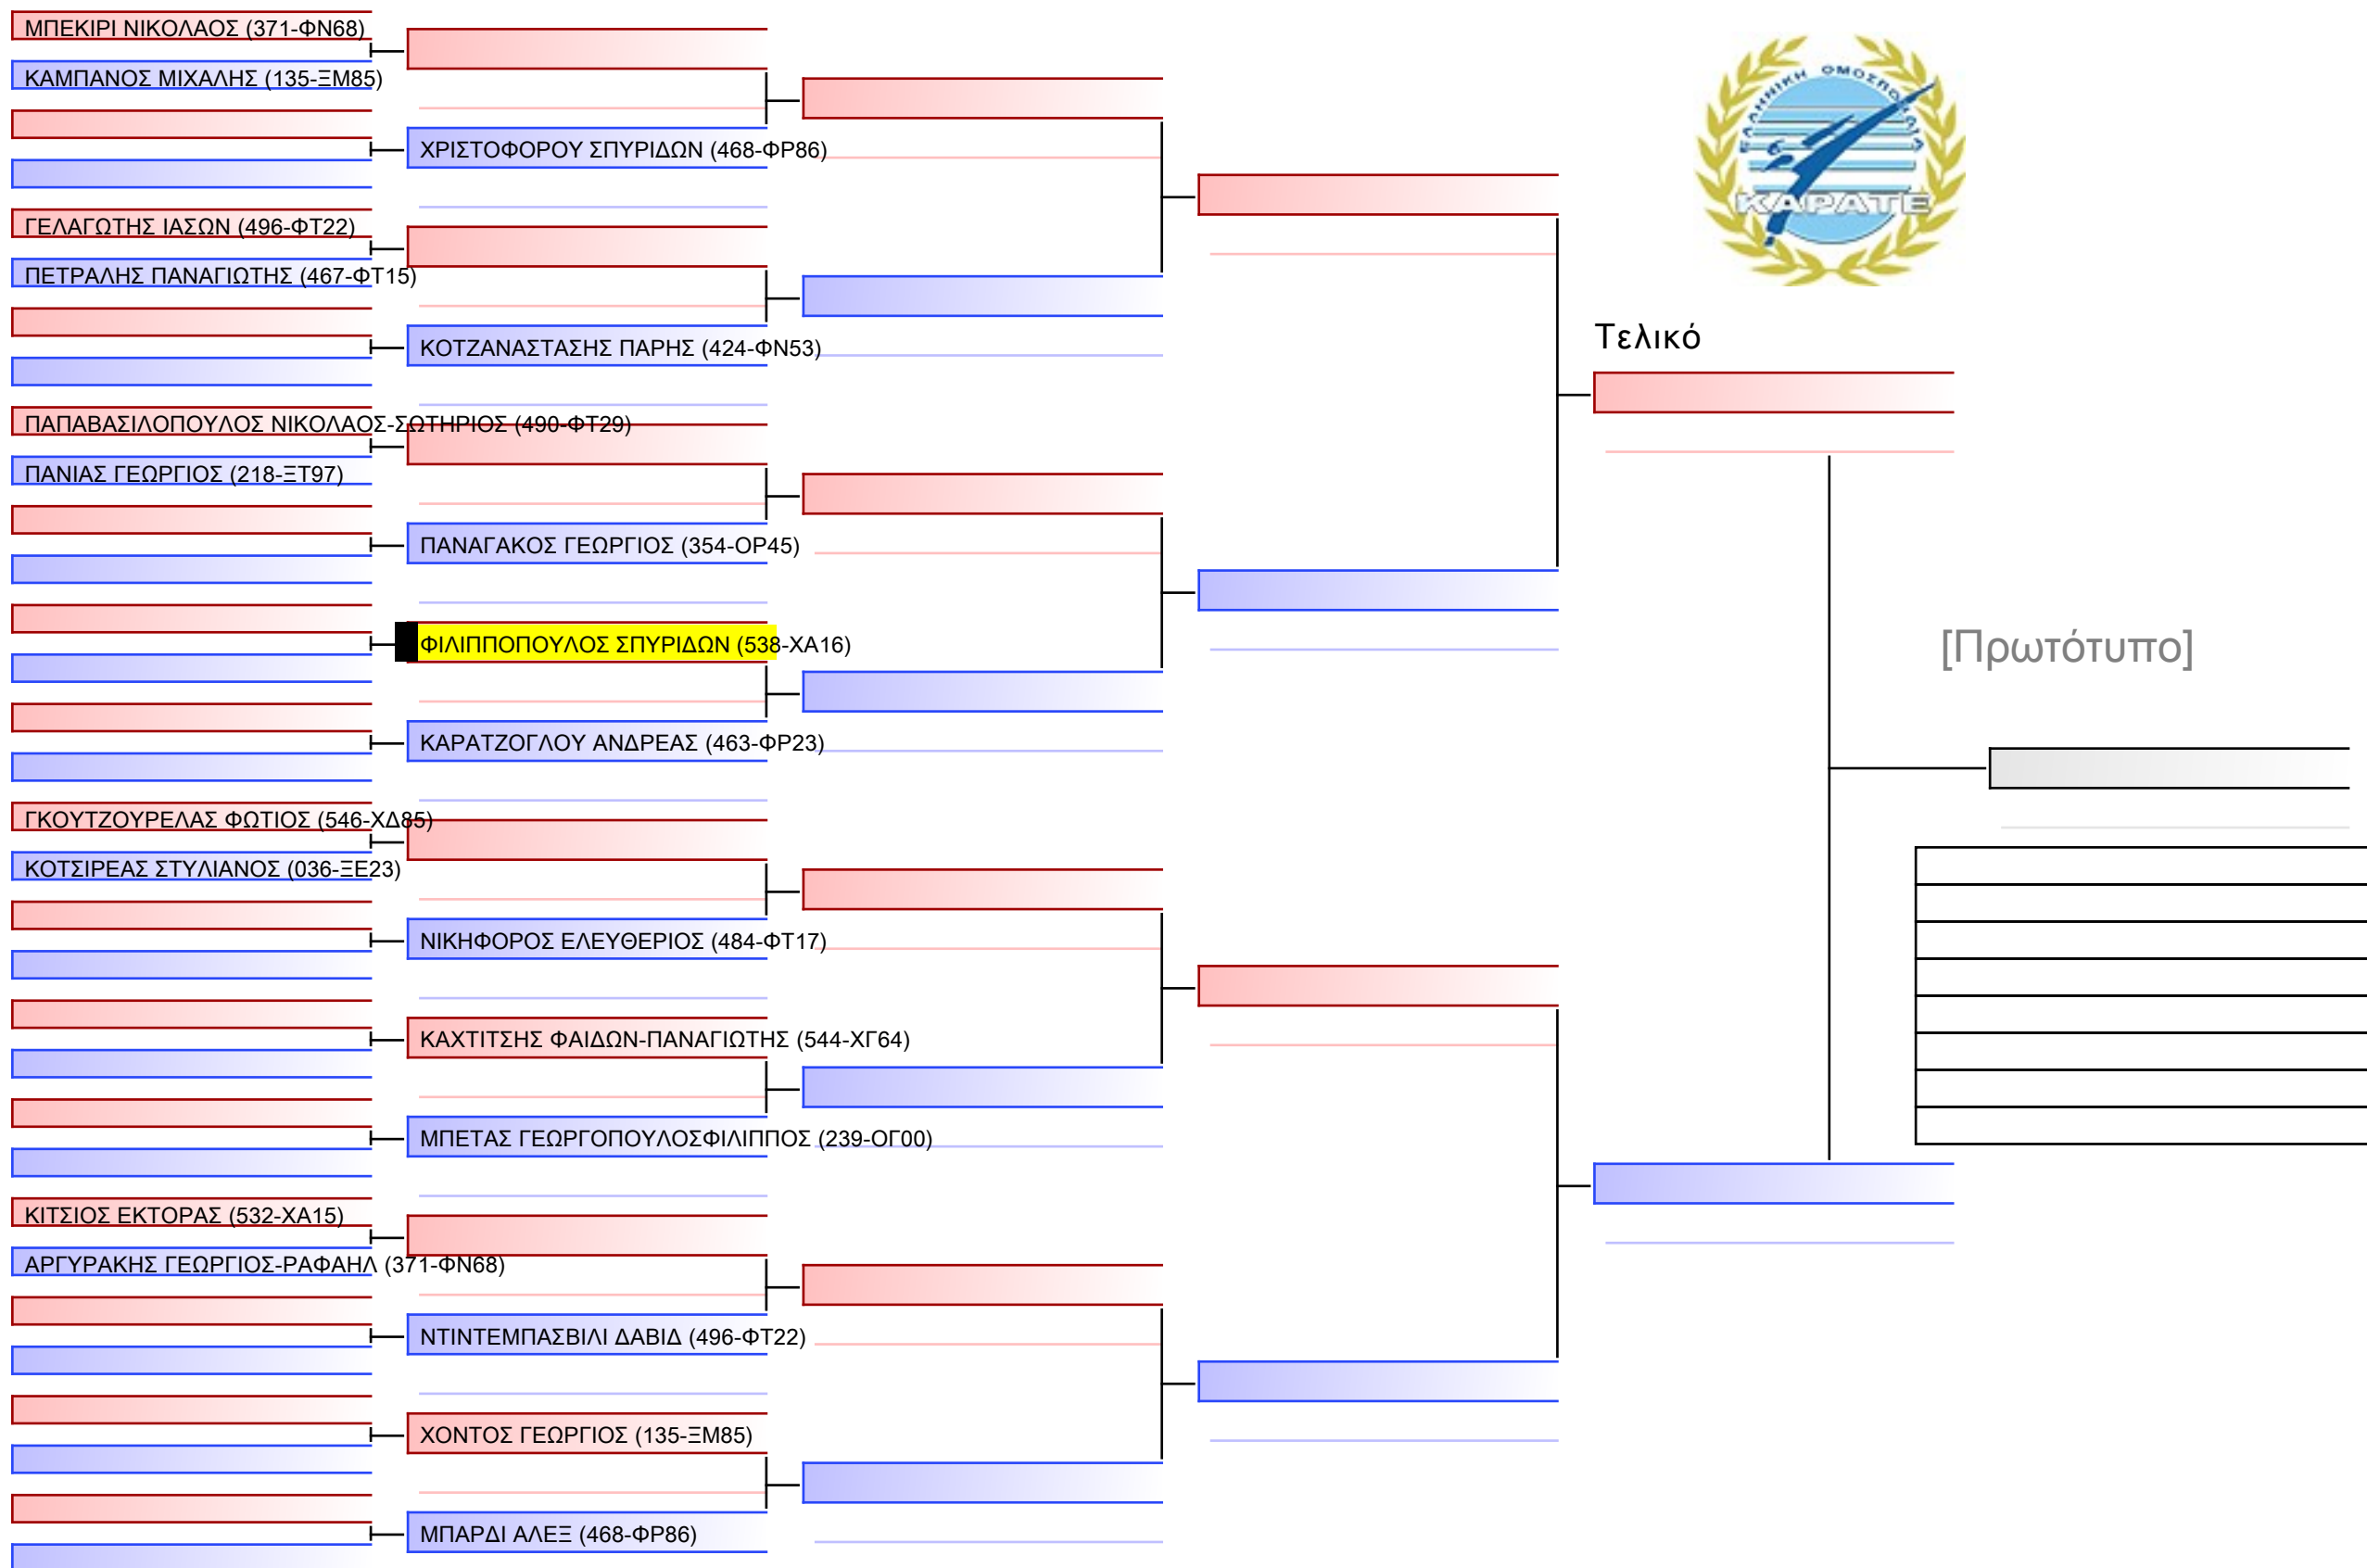 ΜΠΕΚΙΡΙ ΝΙΚΟΛΑΟΣ (371-ΦΝ68)
ΚΑΜΠΑΝΟΣ ΜΙΧΑΛΗΣ (135-ΞΜ85)
ΧΡΙΣΤΟΦΟΡΟΥ ΣΠΥΡΙΔΩΝ (468-ΦΡ86)
ΓΕΛΑΓΩΤΗΣ ΙΑΣΩΝ (496-ΦΤ22)
ΠΕΤΡΑΛΗΣ ΠΑΝΑΓΙΩΤΗΣ (467-ΦΤ15)
ΚΟΤΖΑΝΑΣΤΑΣΗΣ ΠΑΡΗΣ (424-ΦΝ53)
ΠΑΠΑΒΑΣΙΛΟΠΟΥΛΟΣ ΝΙΚΟΛΑΟΣ-ΣΩΤΗΡΙΟΣ (490-ΦΤ29)
ΠΑΝΙΑΣ ΓΕΩΡΓΙΟΣ (218-ΞΤ97)
ΠΑΝΑΓΑΚΟΣ ΓΕΩΡΓΙΟΣ (354-ΟΡ45)
ΦΙΛΙΠΠΟΠΟΥΛΟΣ ΣΠΥΡΙΔΩΝ (538-ΧΑ16)
ΚΑΡΑΤΖΟΓΛΟΥ ΑΝΔΡΕΑΣ (463-ΦΡ23)
ΓΚΟΥΤΖΟΥΡΕΛΑΣ ΦΩΤΙΟΣ (546-ΧΔ85)
ΚΟΤΣΙΡΕΑΣ ΣΤΥΛΙΑΝΟΣ (036-ΞΕ23)
ΝΙΚΗΦΟΡΟΣ ΕΛΕΥΘΕΡΙΟΣ (484-ΦΤ17)
ΚΑΧΤΙΤΣΗΣ ΦΑΙΔΩΝ-ΠΑΝΑΓΙΩΤΗΣ (544-ΧΓ64)
ΜΠΕΤΑΣ ΓΕΩΡΓΟΠΟΥΛΟΣΦΙΛΙΠΠΟΣ (239-ΟΓ00)
ΚΙΤΣΙΟΣ ΕΚΤΟΡΑΣ (532-ΧΑ15)
ΑΡΓΥΡΑΚΗΣ ΓΕΩΡΓΙΟΣ-ΡΑΦΑΗΛ (371-ΦΝ68)
ΝΤΙΝΤΕΜΠΑΣΒΙΛΙ ΔΑΒΙΔ (496-ΦΤ22)
ΧΟΝΤΟΣ ΓΕΩΡΓΙΟΣ (135-ΞΜ85)
ΜΠΑΡΔΙ ΑΛΕΞ (468-ΦΡ86)
ΕΛΛΗΝΙΚΗ ΟΜΟΣΠΟΝΔΙΑ
ΚΑΡΑΤΕ
Τελικό
[Πρωτότυπο]